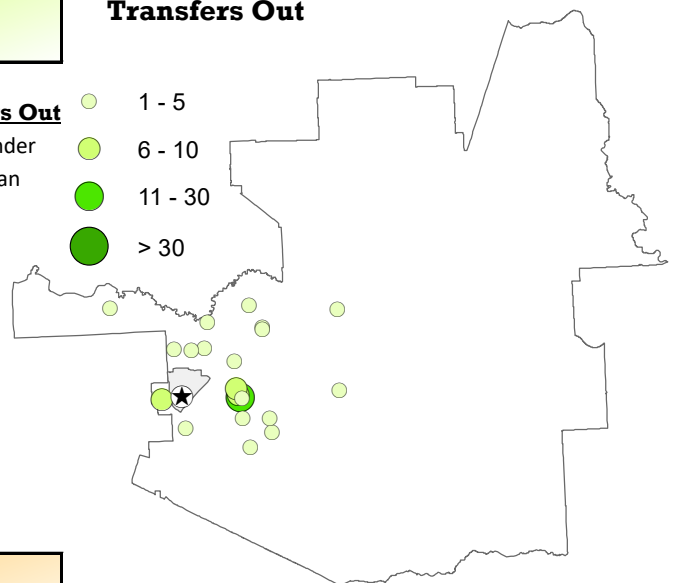 Transfers Out
s Out
nder
an
1 - 5
6 - 10
11 - 30
> 30